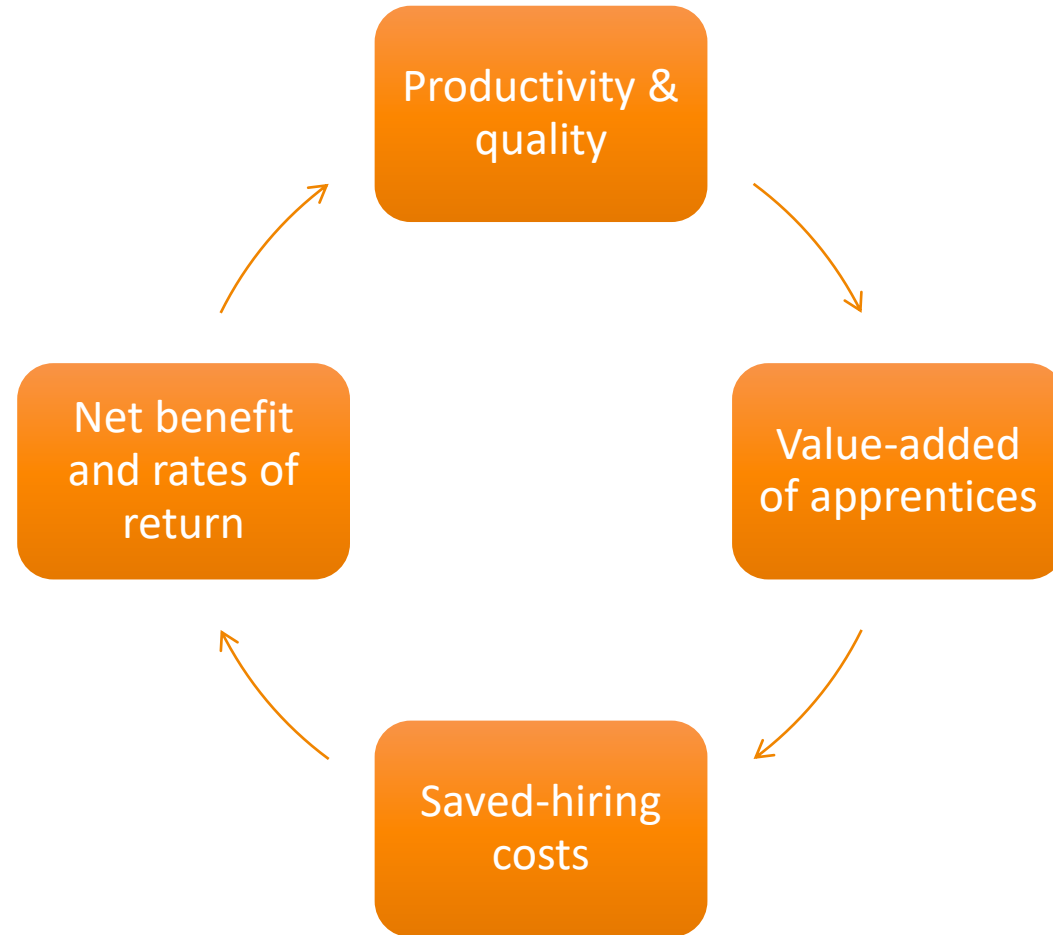 Productivity &
quality
Value-added
of apprentices
Saved-hiring
costs
Net benefit
and rates of
return